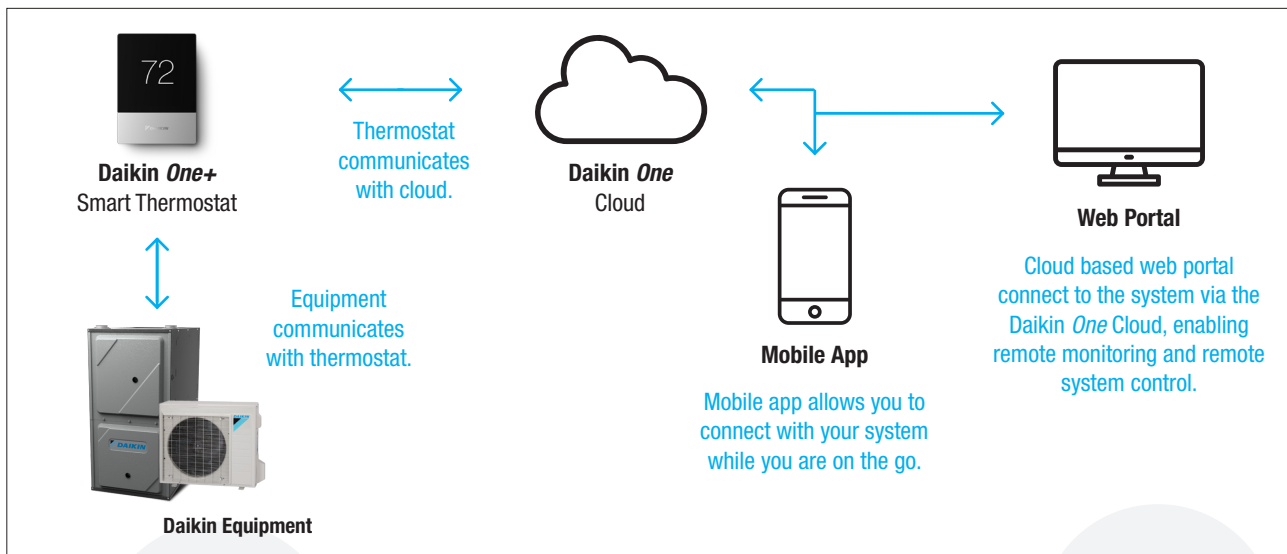 72
DAIKIN
Daikin One+
Smart Thermostat
Thermostat
communicates
with cloud.
Daikin One
Cloud
Equipment
communicates
with thermostat.
DAIKIN
Daikin Equipment
Mobile App
Mobile app allows you to
connect with your system
while you are on the go.
Web Portal
Cloud based web portal
connect to the system via the
Daikin One Cloud, enabling
remote monitoring and remote
system control.